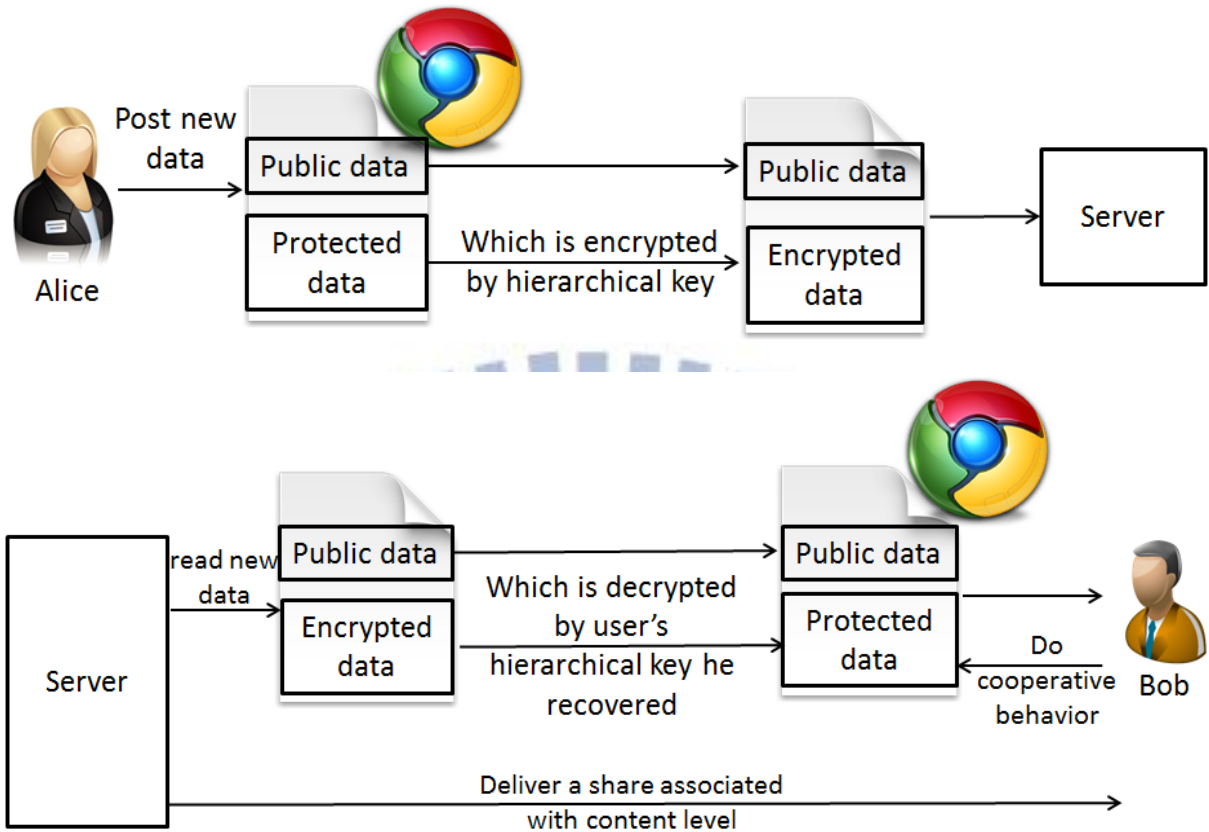 Post new
data
Alice
Public data
Protected
data
Which is encrypted
by hierarchical key
Public data
Encrypted
data
Server
Server
read new
data
Public data
Encrypted
data
Which is decrypted
by user's
hierarchical key he
recovered
Public data
Protected
data
Do
cooperative
behavior
Bob
Deliver a share associated
with content level